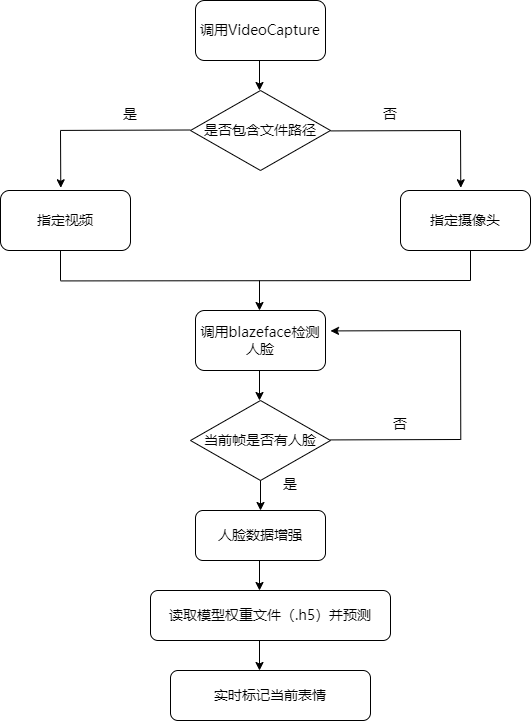 调用VideoCapture
是否包含文件路径
是
否
指定视频
指定摄像头
调用blazeface检测
人脸
当前帧是否有人脸
否
是
人脸数据增强
读取模型权重文件（.h5）并预测
实时标记当前表情